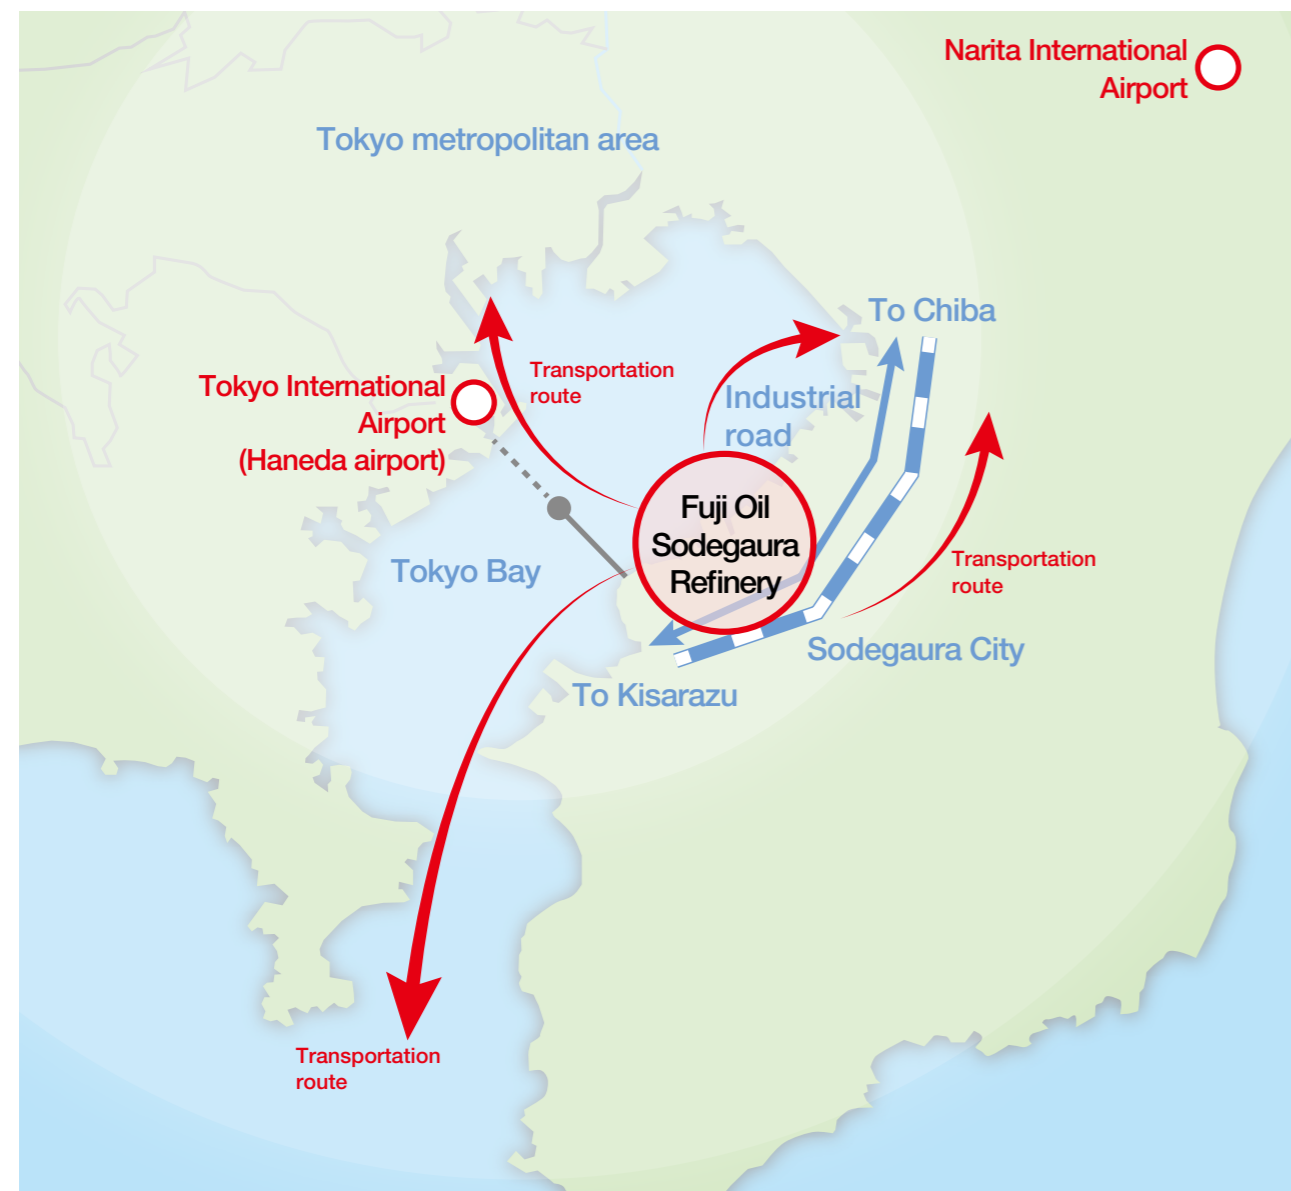 Narita International
Airport
Tokyo metropolitan area
To Chiba
Transportation
route
Tokyo International
Airport
(Haneda airport)
Industrial
road
Fuji Oil
Sodegaura
Refinery
Tokyo Bay
Transportation
route
Sodegaura City
To Kisarazu
Transportation
route